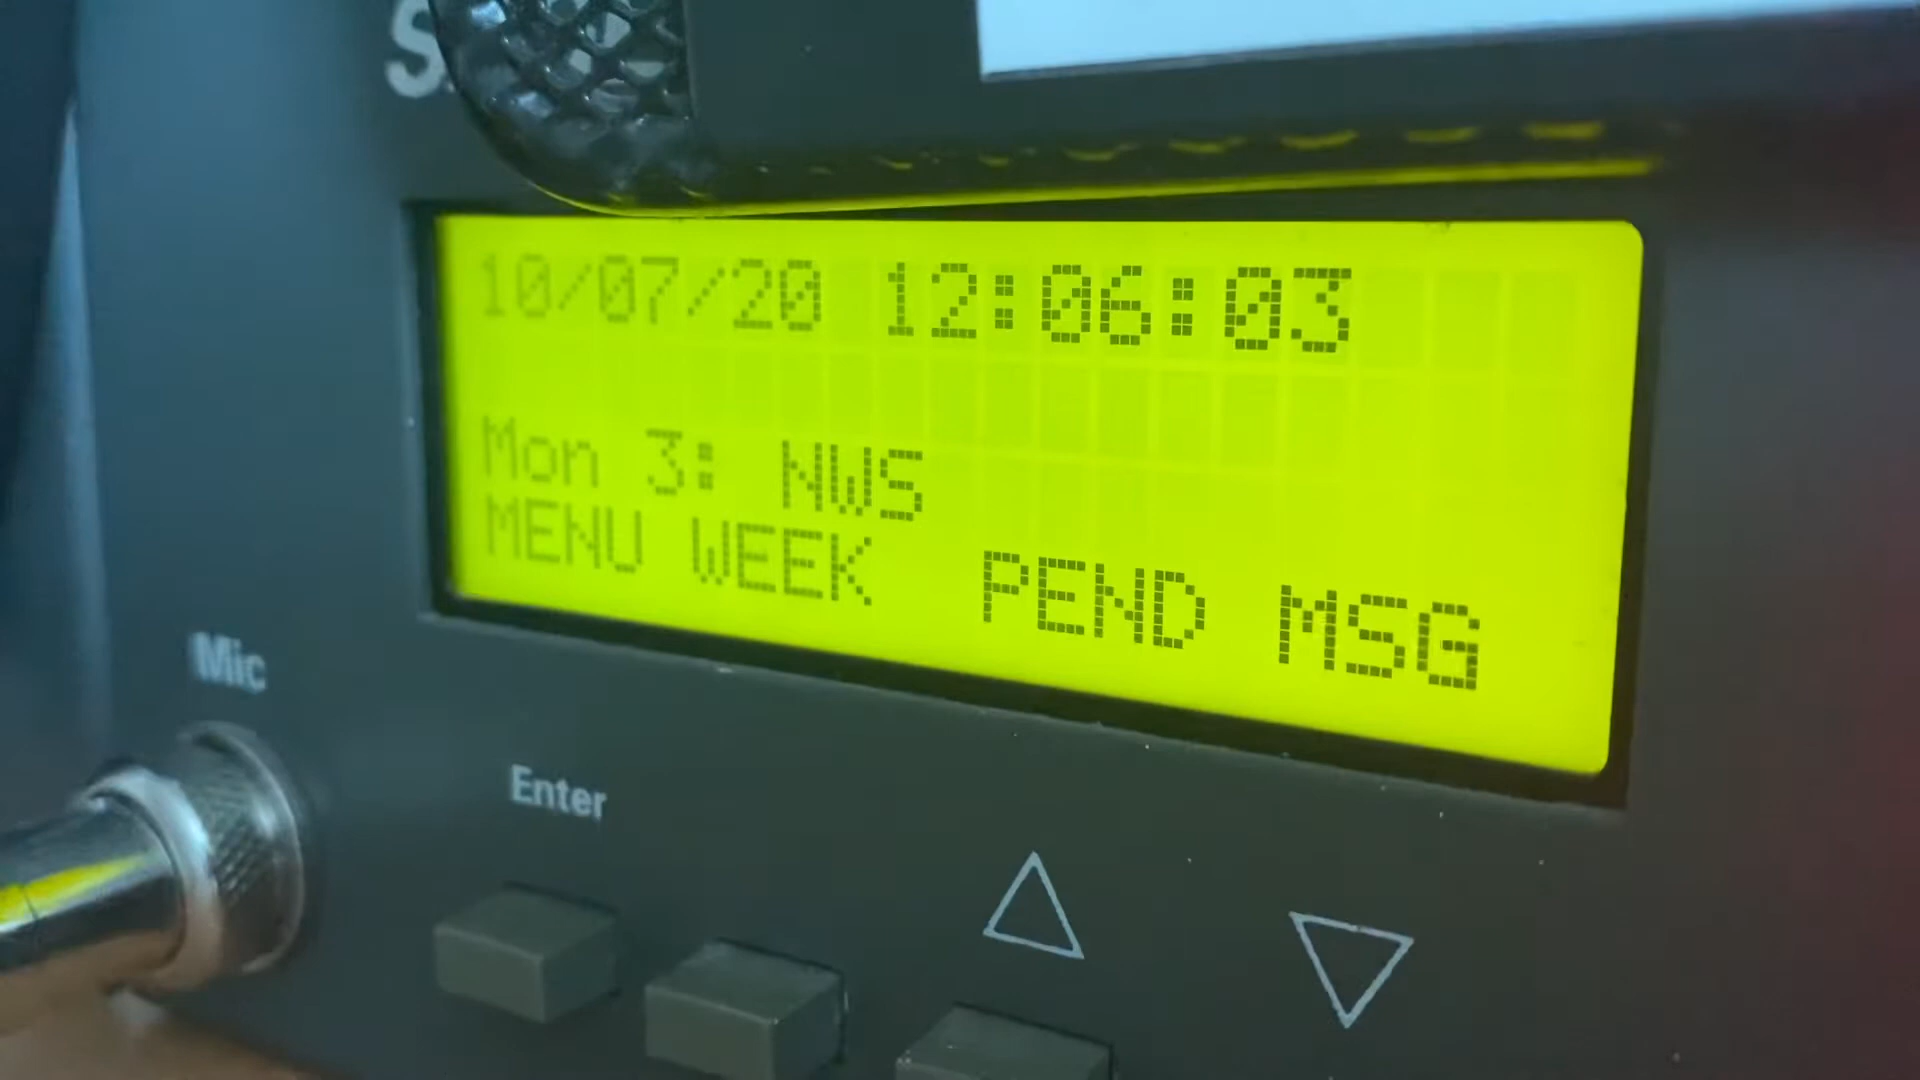 10/07/20 12:06:03
Mon 3: NWS
MENU WEEK PEND MSG
Mic
Enter